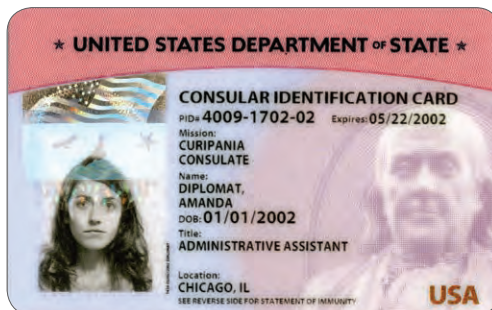 ★ UNITED STATES DEPARTMENT OF STATE ★
CONSULAR IDENTIFICATION CARD
PID# 4009-1702-02 Expires: 05/22/2002
Mission:
CURIPANIA
CONSULATE
Name:
DIPLOMAT,
AMANDA
DOB: 01/01/2002
Title:
ADMINISTRATIVE ASSISTANT
Location:
CHICAGO, IL
SEE REVERSE SIDE FOR STATEMENT OF IMMUNITY
USA